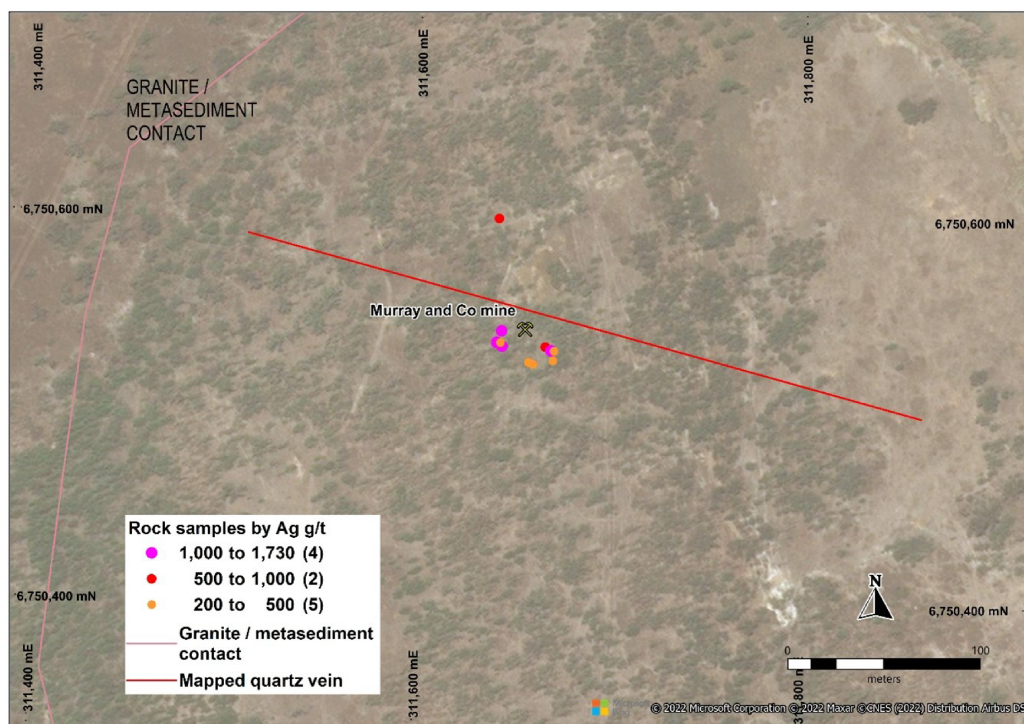 311,400 mE
311,600 mE
311,800 mE
GRANITE /
METASEDIMENT
CONTACT
6,750,600 mN
6,750,600 mN
Murray and Co mine
Rock samples by Ag g/t
1,000 to 1,730 (4)
500 to 1,000 (2)
200 to 500 (5)
Granite / metasediment
contact
Mapped quartz vein
6,750,400 mN
6,750,400 mN
N
0 100
meters
311,400 mE
311,600 mE
311,800 mE
© 2022 Microsoft Corporation © 2022 Maxar ©CNES (2022) Distribution Airbus DS